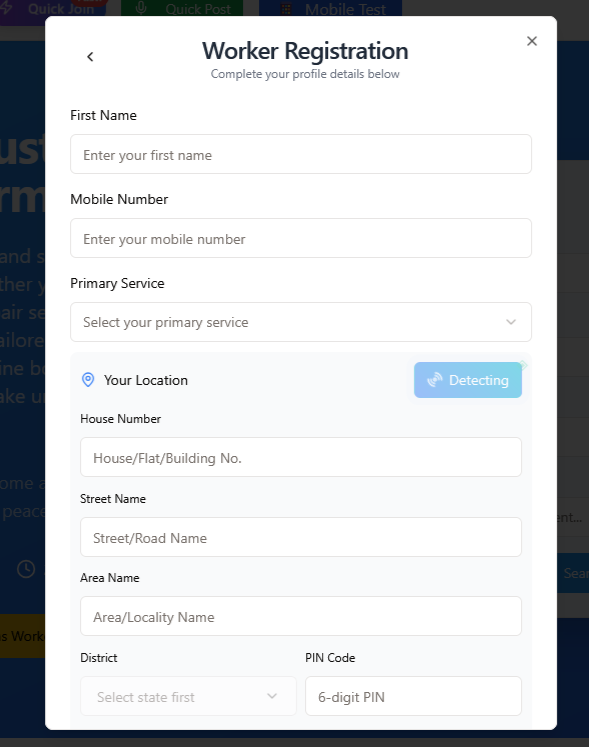 Quick Join
Quick Post
Mobile Test
Worker Registration
Complete your profile details below
First Name
Enter your first name
Mobile Number
Enter your mobile number
Primary Service
Select your primary service
Your Location
Detecting
House Number
House/Flat/Building No.
Street Name
Street/Road Name
Area Name
Area/Locality Name
District
PIN Code
Select state first
6-digit PIN